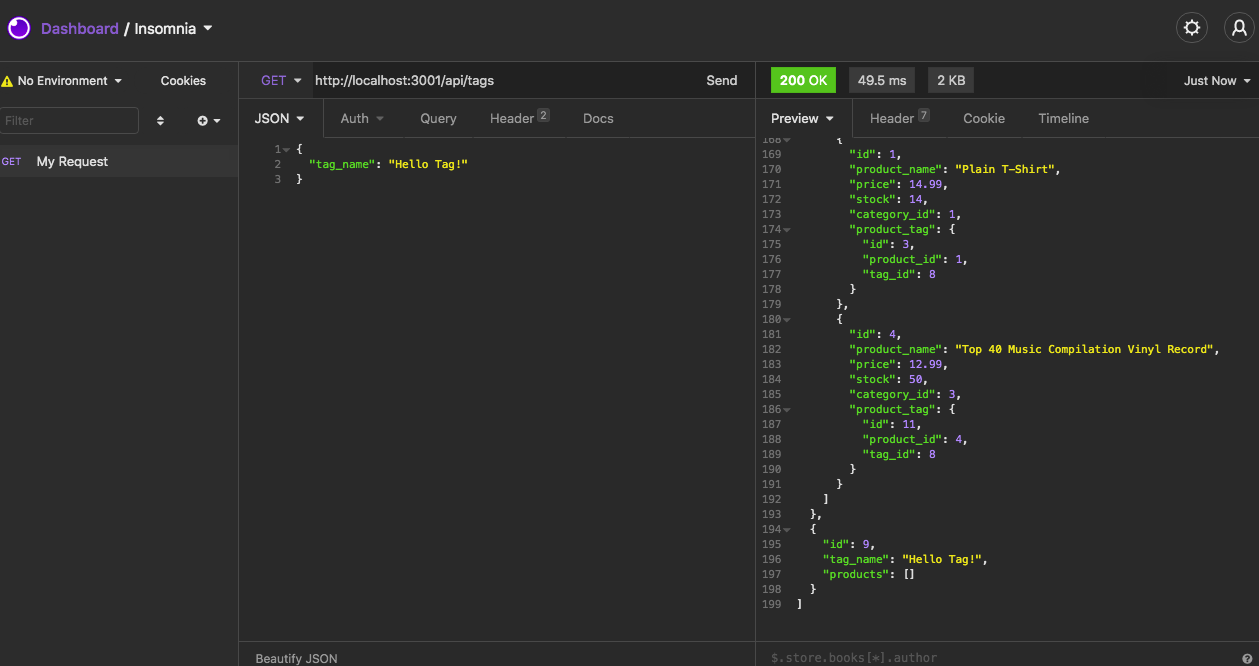 Dashboard / Insomnia
No Environment Cookies
GET http://localhost:3001/api/tags Send
200 OK 49.5 ms 2 KB Just Now
Filter
JSON Auth Query Header 2 Docs
Preview Header 7 Cookie Timeline
GET My Request
1 {
2 "tag_name": "Hello Tag!"
3 }
168 {
169 "id": 1,
170 "product_name": "Plain T-Shirt",
171 "price": 14.99,
172 "stock": 14,
173 "category_id": 1,
174 "product_tag": {
175 "id": 3,
176 "product_id": 1,
177 "tag_id": 8
178 }
179 },
180 {
181 "id": 4,
182 "product_name": "Top 40 Music Compilation Vinyl Record",
183 "price": 12.99,
184 "stock": 50,
185 "category_id": 3,
186 "product_tag": {
187 "id": 11,
188 "product_id": 4,
189 "tag_id": 8
190 }
191 }
192 ]
193 },
194 {
195 "id": 9,
196 "tag_name": "Hello Tag!",
197 "products": []
198 }
199 ]
Beautify JSON
$.store.books[*].author